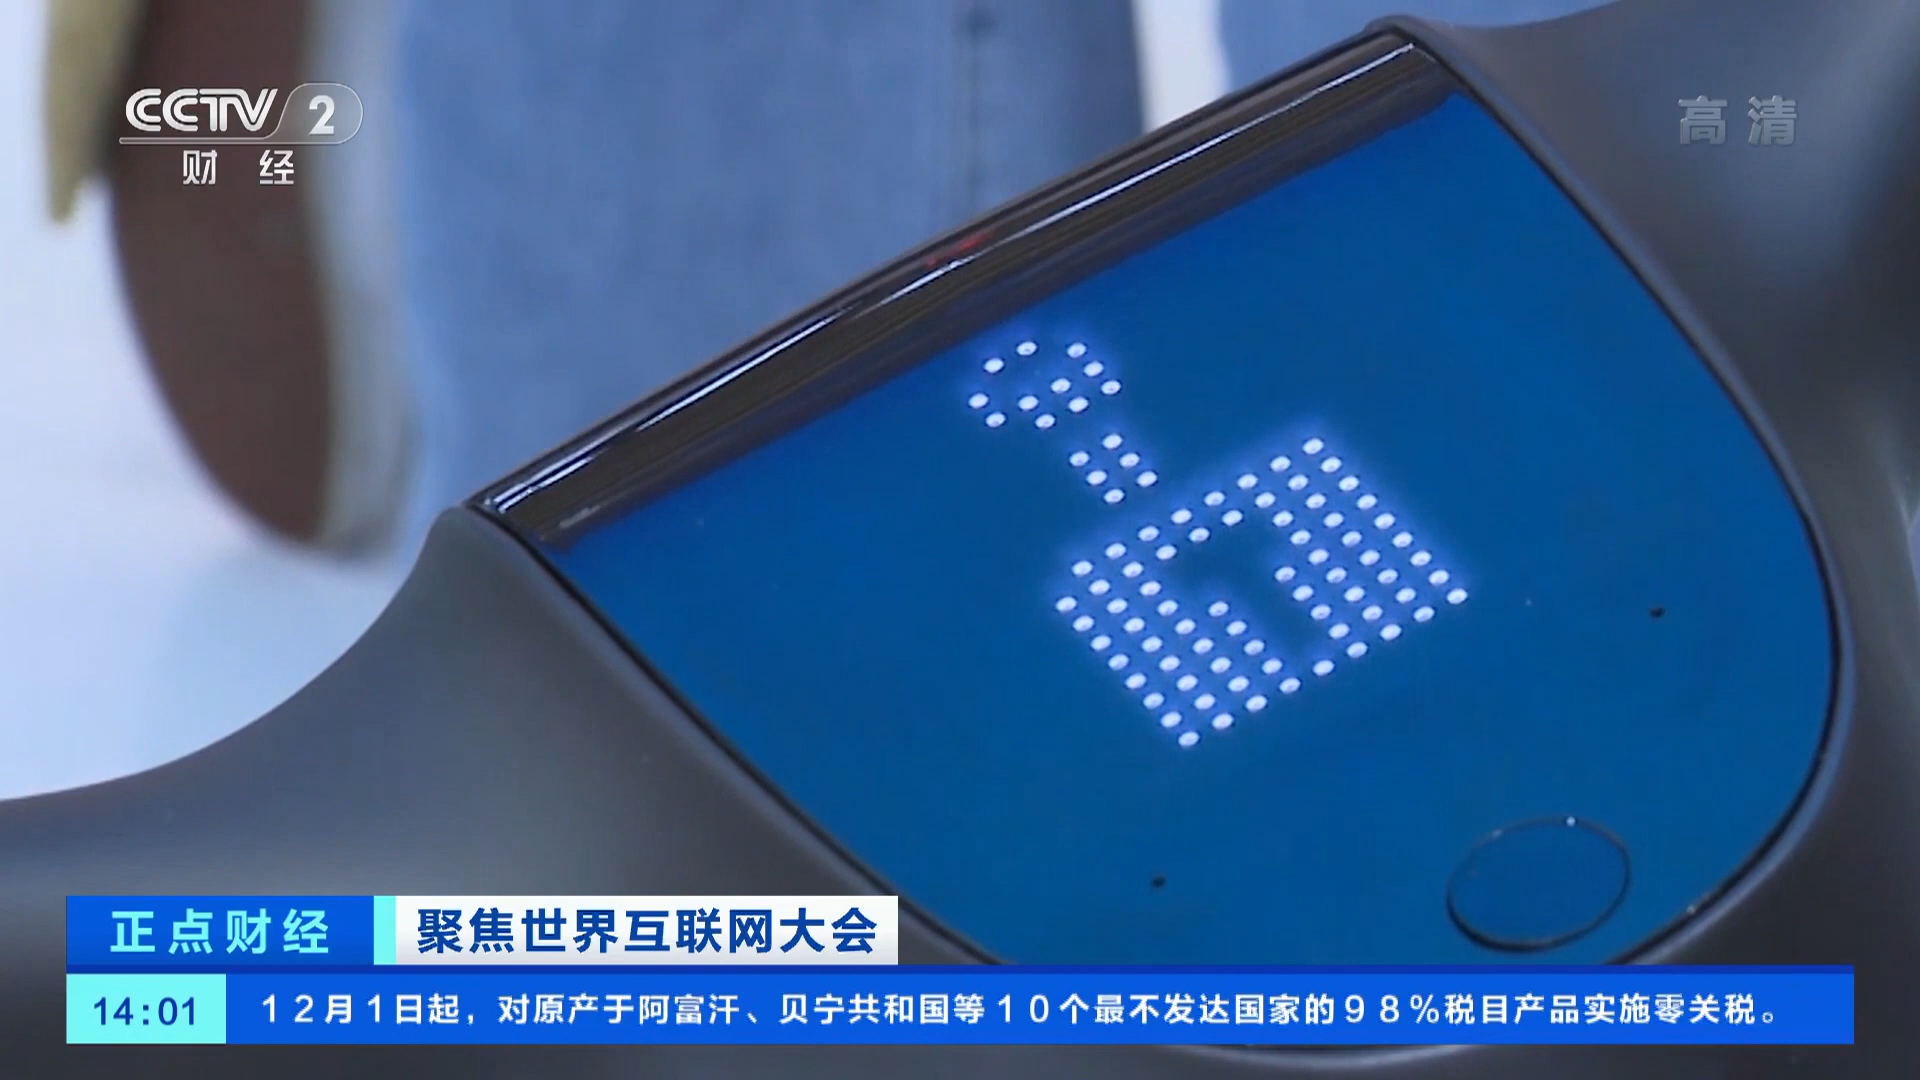 CCTV 2
财 经
高 清
正点财经
聚焦世界互联网大会
14:01
12月1日起，对原产于阿富汗、贝宁共和国等10个最不发达国家的98%税目产品实施零关税。